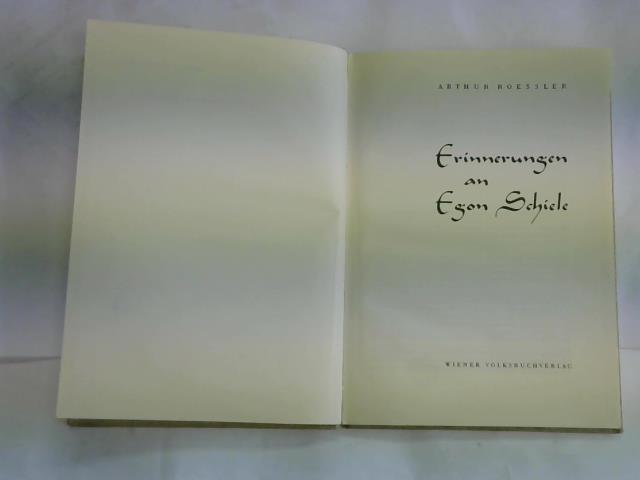 ARTHUR ROESSLER
Erinnerungen
an
Egon Schiele
WIENER VOLKSBUCHVERLAG